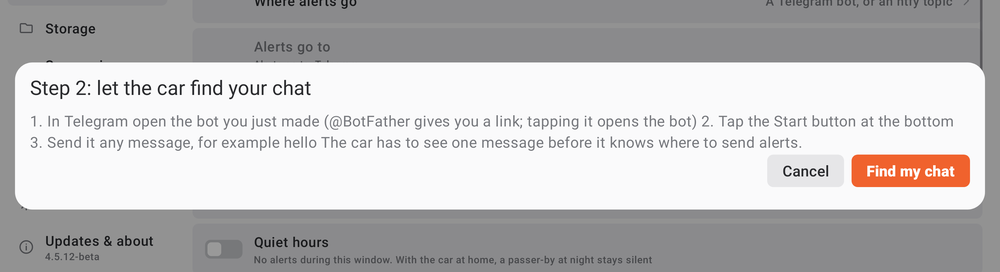 Where alerts go
A Telegram bot, or an ntfy topic
Storage
Alerts go to
Step 2: let the car find your chat
1. In Telegram open the bot you just made (@BotFather gives you a link; tapping it opens the bot) 2. Tap the Start button at the bottom
3. Send it any message, for example hello The car has to see one message before it knows where to send alerts.
Cancel
Find my chat
Updates & about
4.5.12-beta
Quiet hours
No alerts during this window. With the car at home, a passer-by at night stays silent